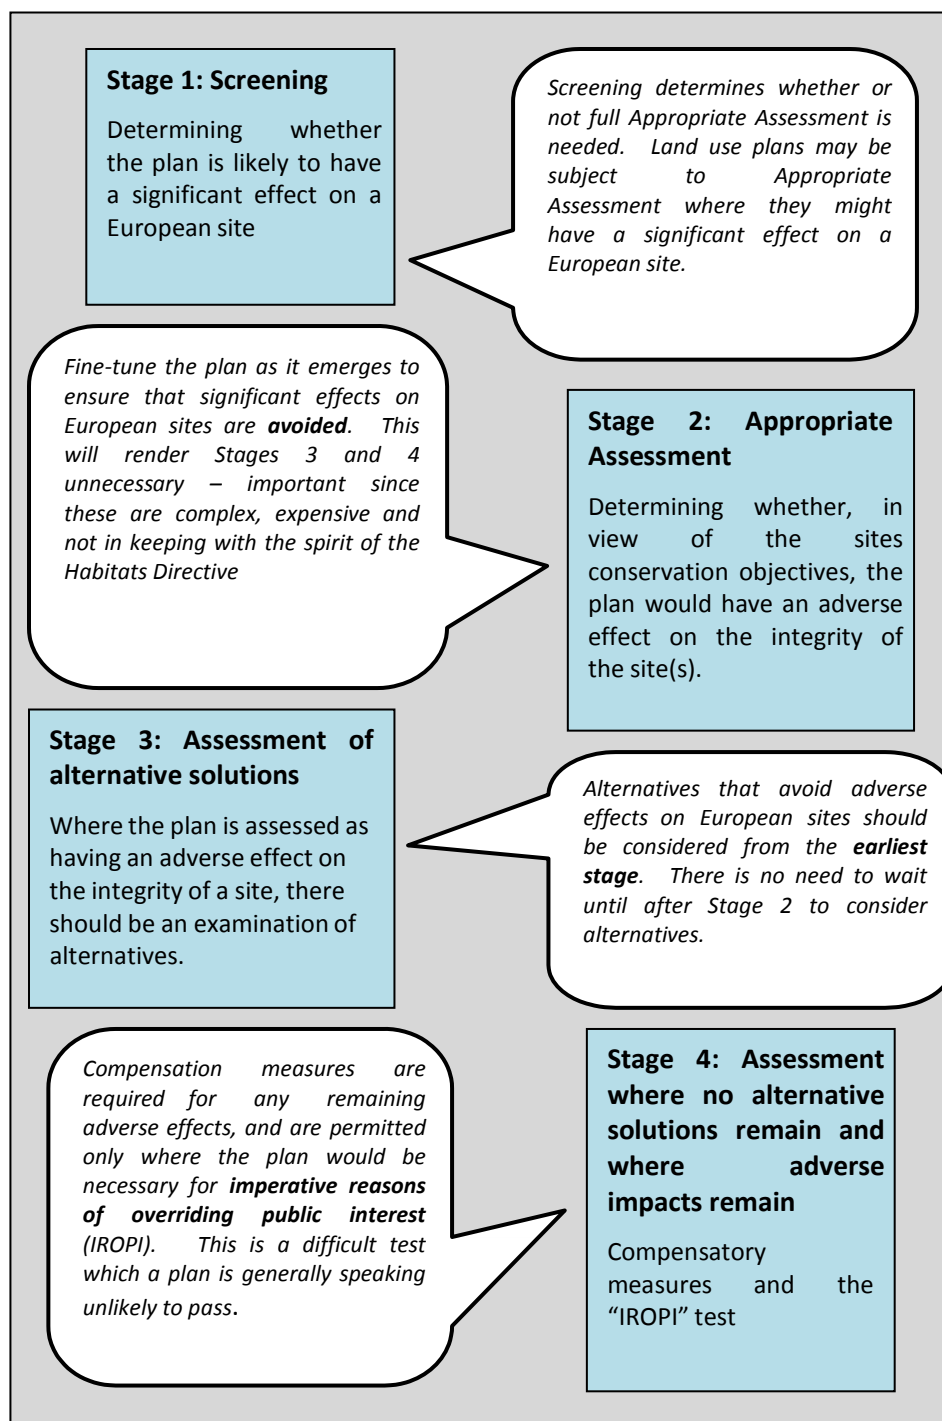 Stage 1: Screening
Determining whether
the plan is likely to have
a significant effect on a
European site
Screening determines whether or
not full Appropriate Assessment is
needed. Land use plans may be
subject to Appropriate
Assessment where they might
have a significant effect on a
European site.
Fine-tune the plan as it emerges to
ensure that significant effects on
European sites are avoided. This
will render Stages 3 and 4
unnecessary – important since
these are complex, expensive and
not in keeping with the spirit of the
Habitats Directive
Stage 2: Appropriate
Assessment
Determining whether, in
view of the sites
conservation objectives, the
plan would have an adverse
effect on the integrity of
the site(s).
Stage 3: Assessment of
alternative solutions
Where the plan is assessed as
having an adverse effect on
the integrity of a site, there
should be an examination of
alternatives.
Alternatives that avoid adverse
effects on European sites should
be considered from the earliest
stage. There is no need to wait
until after Stage 2 to consider
alternatives.
Compensation measures are
required for any remaining
adverse effects, and are permitted
only where the plan would be
necessary for imperative reasons
of overriding public interest
(IROPI). This is a difficult test
which a plan is generally speaking
unlikely to pass.
Stage 4: Assessment
where no alternative
solutions remain and
where adverse
impacts remain
Compensatory
measures and the
“IROPI” test